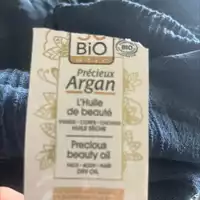 BiO
Précieux
Argan
L'Huile
de beauté
VISAGE • CORPS • CHEVEUX
HUILE SÈCHE
Precious
beauty oil
FACE • BODY • HAIR
DRY OIL